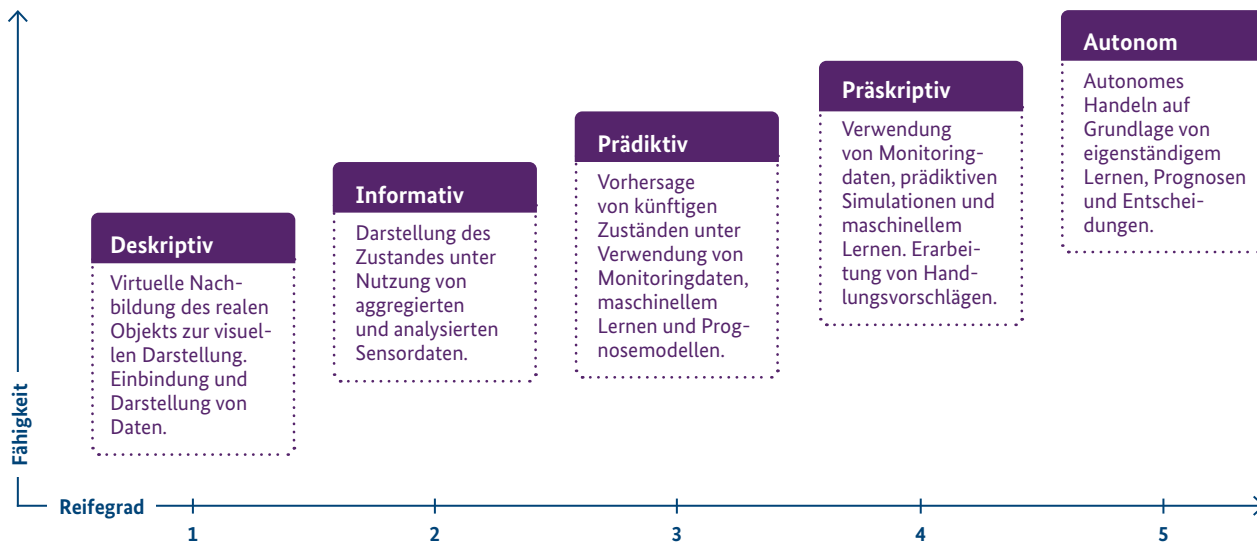 Deskriptiv
Virtuelle Nach-
bildung des realen
Objekts zur visuel-
len Darstellung.
Einbindung und
Darstellung von
Daten.
Informativ
Darstellung des
Zustandes unter
Nutzung von
aggregierten
und analysierten
Sensordaten.
Prädiktiv
Vorhersage
von künftigen
Zuständen unter
Verwendung von
Monitoringdaten,
maschinellem
Lernen und Prog-
nosemodellen.
Präskriptiv
Verwendung
von Monitoring-
daten, prädiktiven
Simulationen und
maschinellem
Lernen. Erarbei-
tung von Hand-
lungsvorschlägen.
Autonom
Autonomes
Handeln auf
Grundlage von
eigenständigem
Lernen, Prognosen
und Entschei-
dungen.
Fähigkeit
Reifegrad
1
2
3
4
5